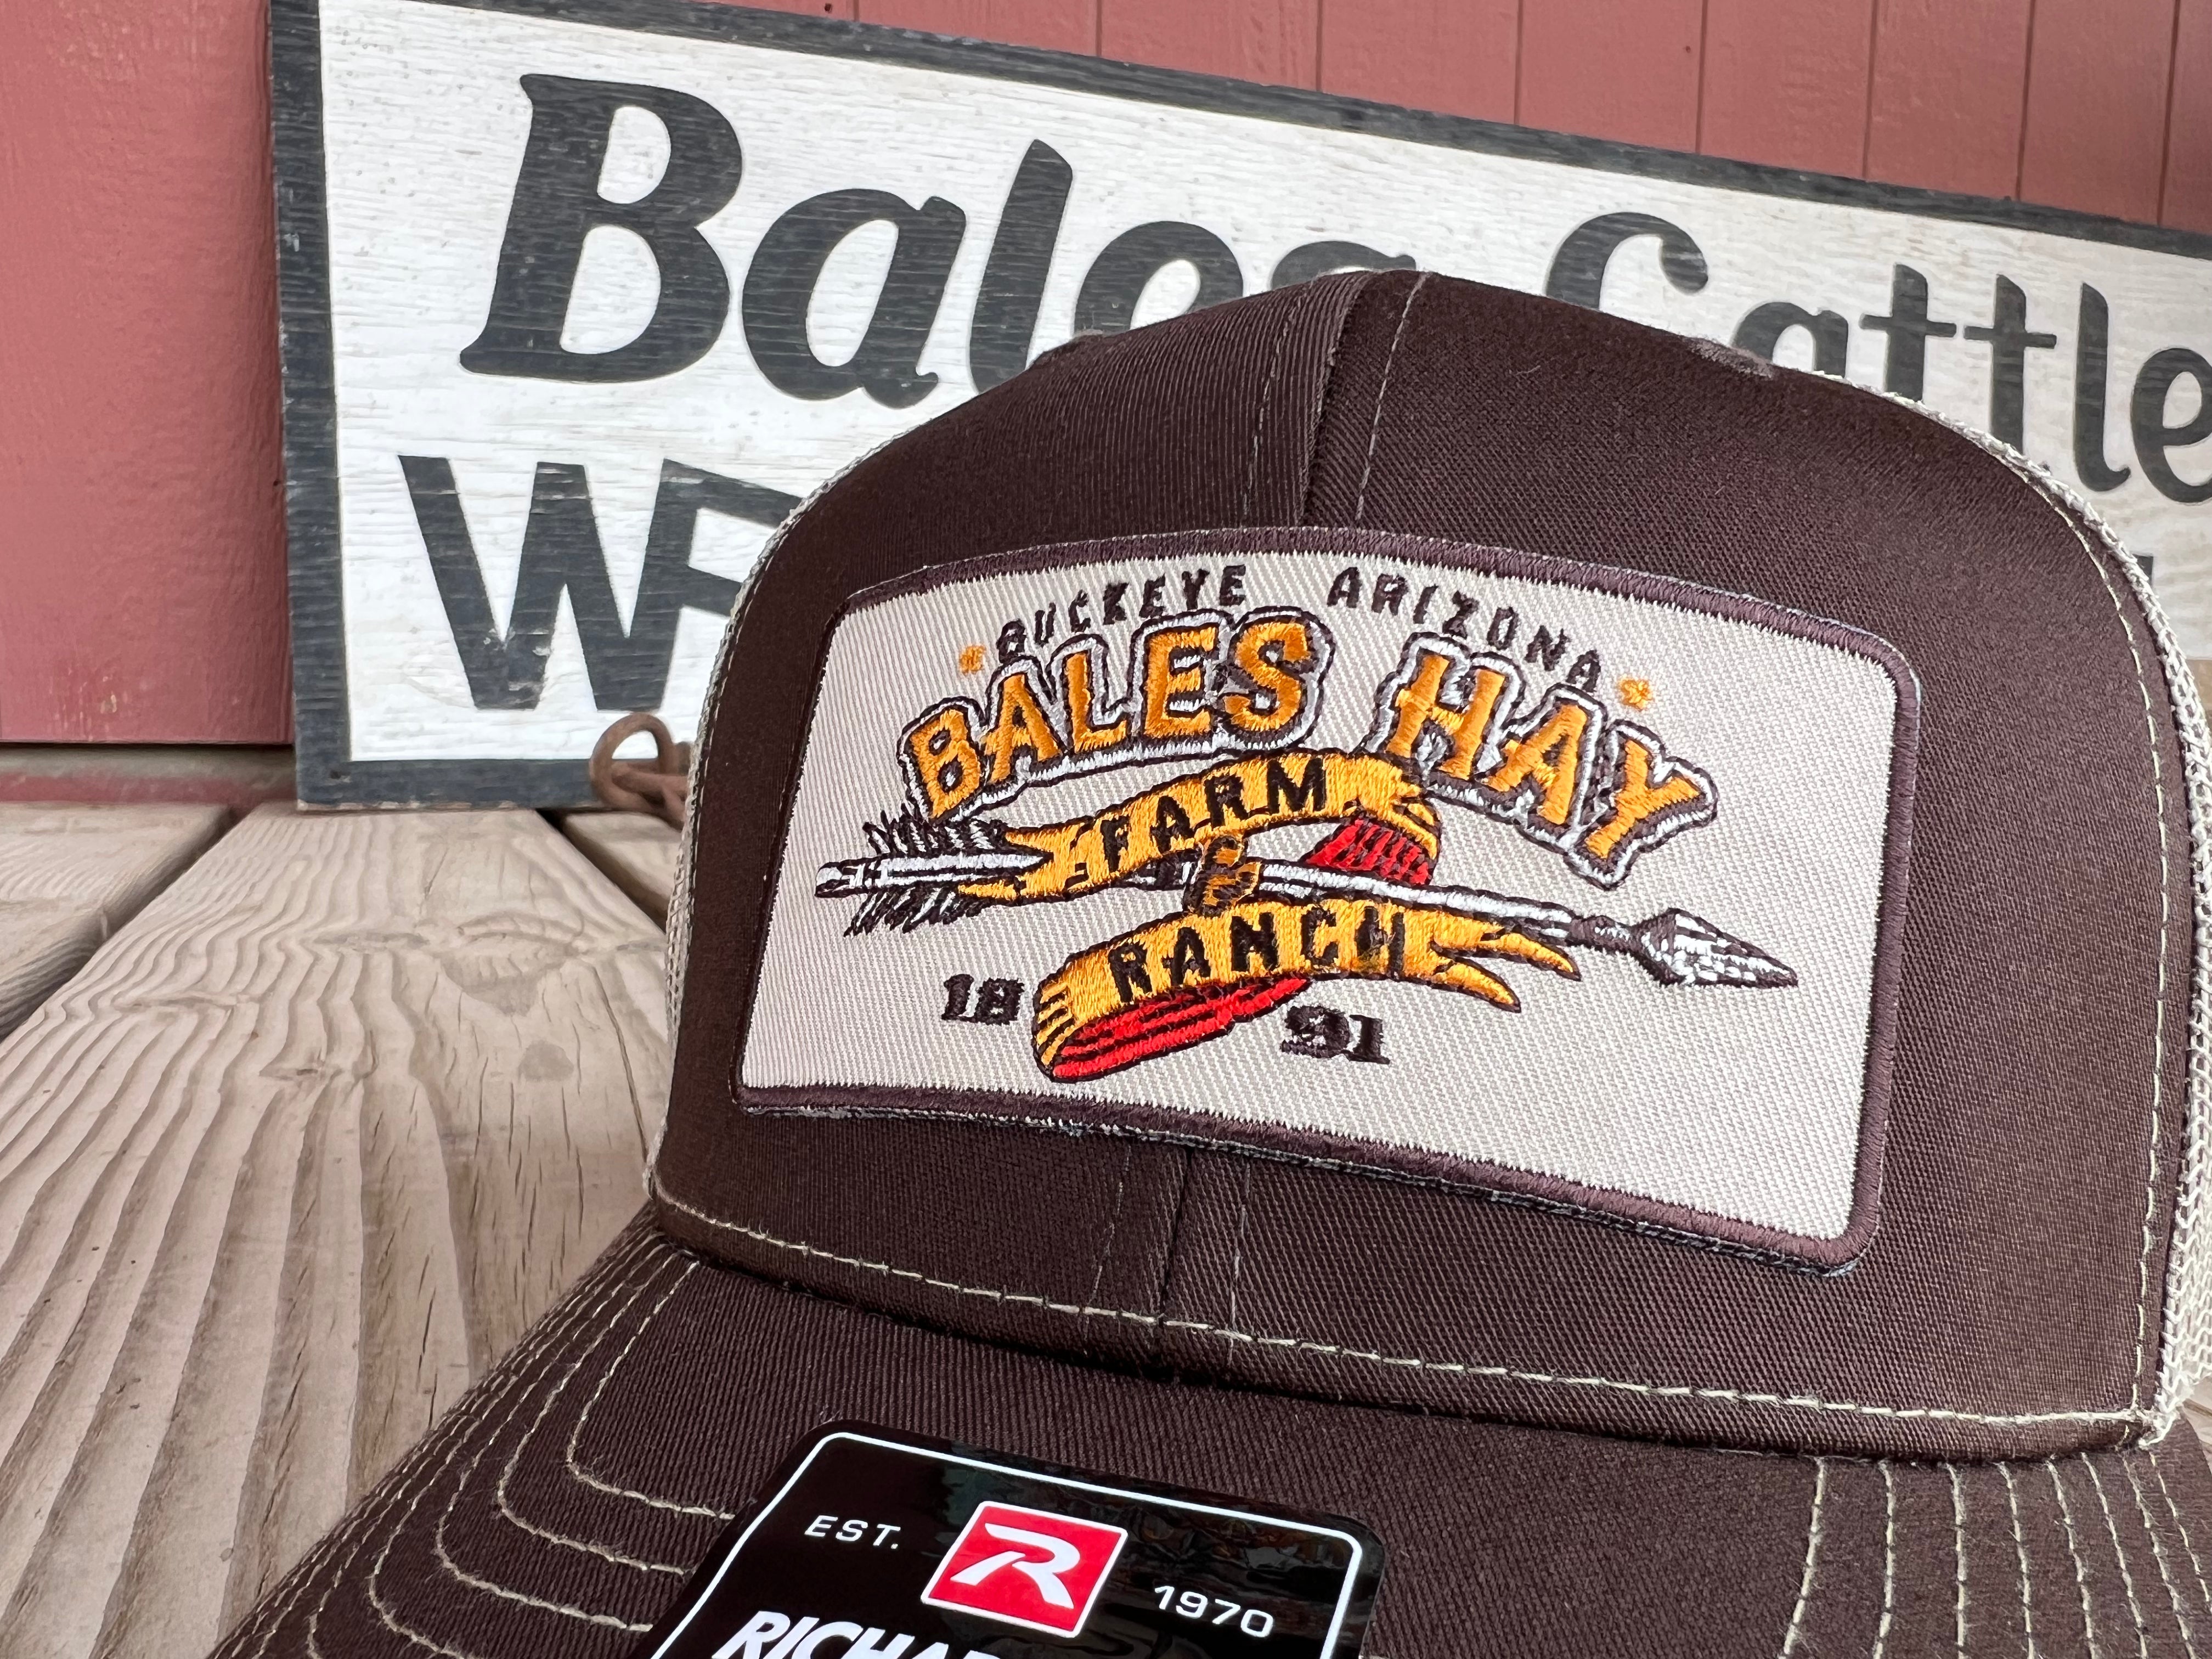 Bales Cattle
BUCKEYE ARIZONA
BALES HAY
FARM
&
RANCH
18 91
EST. R 1970